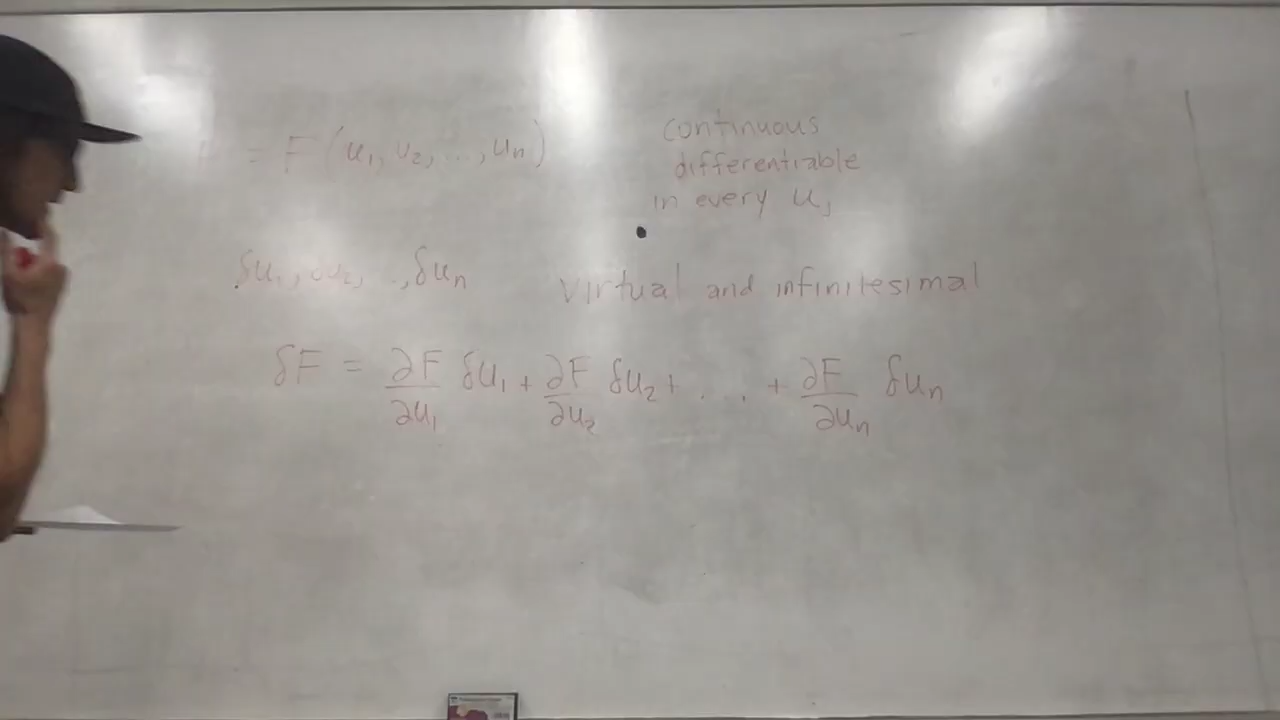 = F(u₁, u₂, ..., uₙ)
continuous
differentiable
in every uⱼ
δu₁, δu₂, .., δuₙ virtual and infinitesimal
δF = ∂F/∂u₁ δu₁ + ∂F/∂u₂ δu₂ + .... + ∂F/∂uₙ δuₙ